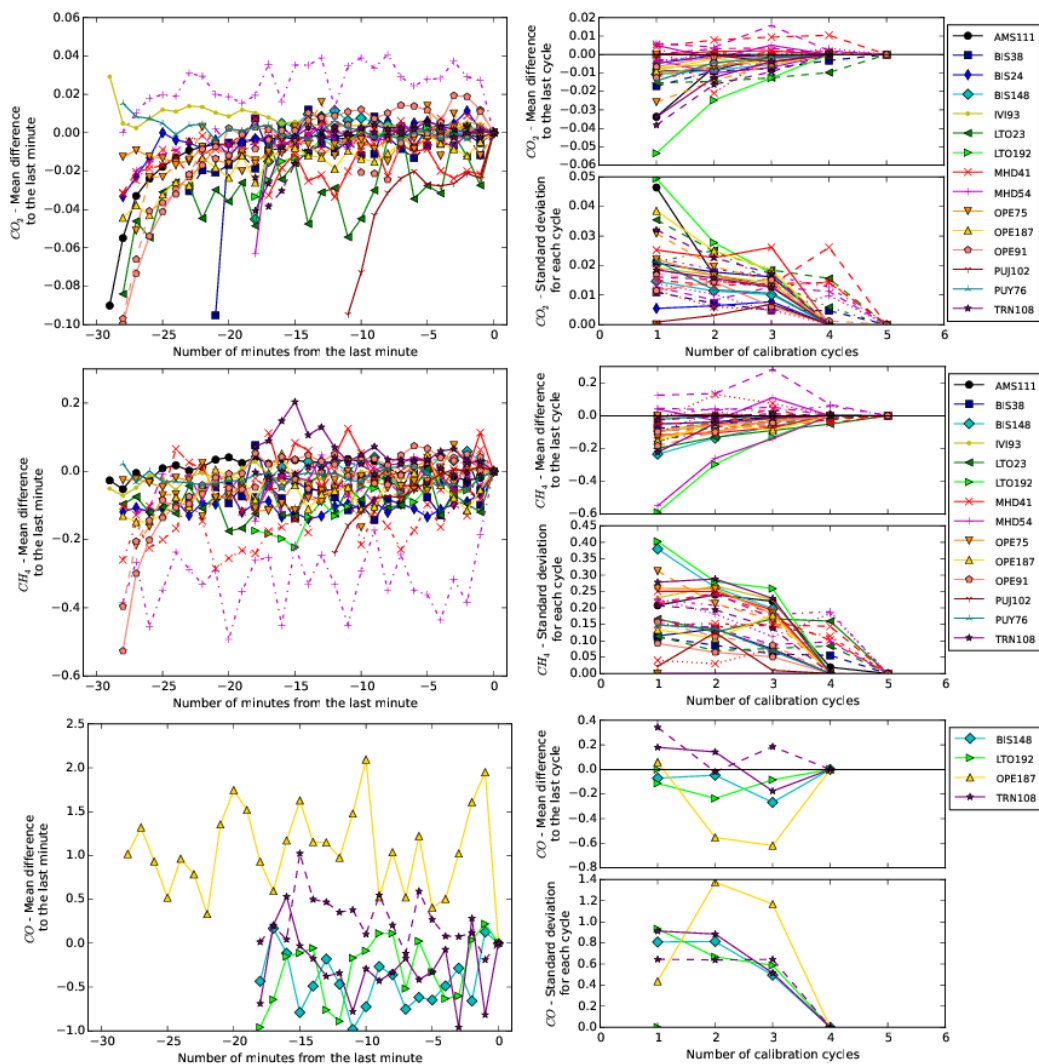 0.06
0.04
0.02
0.00
−0.02
−0.04
−0.06
−0.08
−0.10
CO₂ - Mean difference
to the last minute
−30
−25
−20
−15
−10
−5
0
Number of minutes from the last minute
0.02
0.01
0.00
−0.01
−0.02
−0.03
−0.04
−0.05
−0.06
CO₂ - Mean difference
to the last cycle
0.05
0.04
0.03
0.02
0.01
0.00
CO₂ - Standard deviation
for each cycle
0
1
2
3
4
5
6
Number of calibration cycles
AMS111
BIS38
BIS24
BIS148
IVI93
LTO23
LTO192
MHD41
MHD54
OPE75
OPE187
OPE91
PUJ102
PUY76
TRN108
0.2
0.0
−0.2
−0.4
−0.6
CH₄ - Mean difference
to the last minute
−30
−25
−20
−15
−10
−5
0
Number of minutes from the last minute
0.4
0.2
0.0
−0.2
−0.4
−0.6
CH₄ - Mean difference
to the last cycle
0.45
0.40
0.35
0.30
0.25
0.20
0.15
0.10
0.05
0.00
CH₄ - Standard deviation
for each cycle
0
1
2
3
4
5
6
Number of calibration cycles
AMS111
BIS38
BIS148
IVI93
LTO23
LTO192
MHD41
MHD54
OPE75
OPE187
OPE91
PUJ102
PUY76
TRN108
2.5
2.0
1.5
1.0
0.5
0.0
−0.5
−1.0
CO - Mean difference
to the last minute
−30
−25
−20
−15
−10
−5
0
Number of minutes from the last minute
0.4
0.2
0.0
−0.2
−0.4
−0.6
−0.8
CO - Mean difference
to the last cycle
1.4
1.2
1.0
0.8
0.6
0.4
0.2
0.0
CO - Standard deviation
for each cycle
0
1
2
3
4
5
6
Number of calibration cycles
BIS148
LTO192
OPE187
TRN108